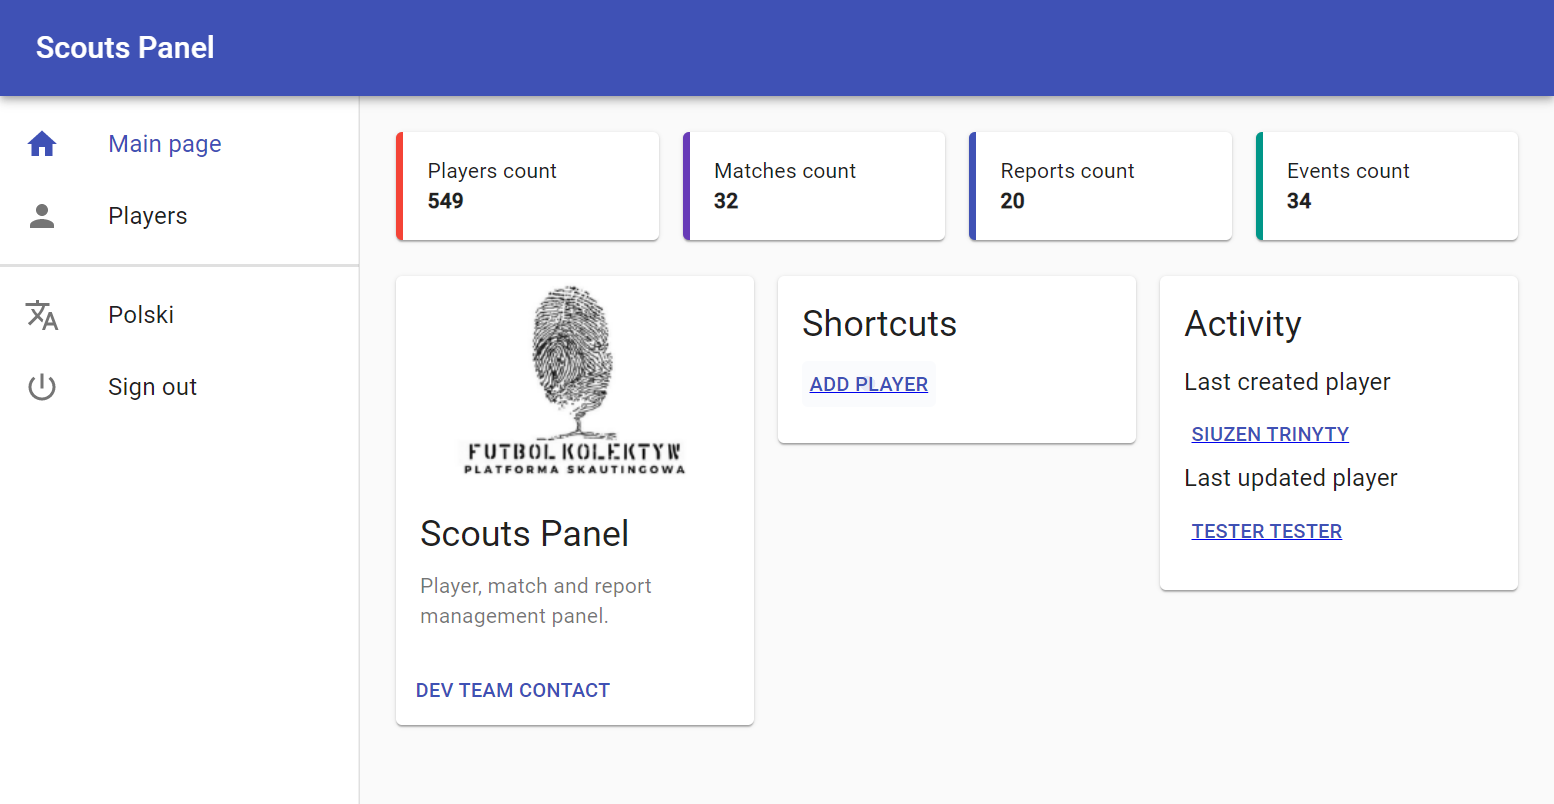 Scouts Panel
Main page
Players
Polski
Sign out
Players count
549
Matches count
32
Reports count
20
Events count
34
FUTBOL KOLEKTYW
PLATFORMA SKAUTINGOWA
Scouts Panel
Player, match and report
management panel.
DEV TEAM CONTACT
Shortcuts
ADD PLAYER
Activity
Last created player
SIUZEN TRINYTY
Last updated player
TESTER TESTER